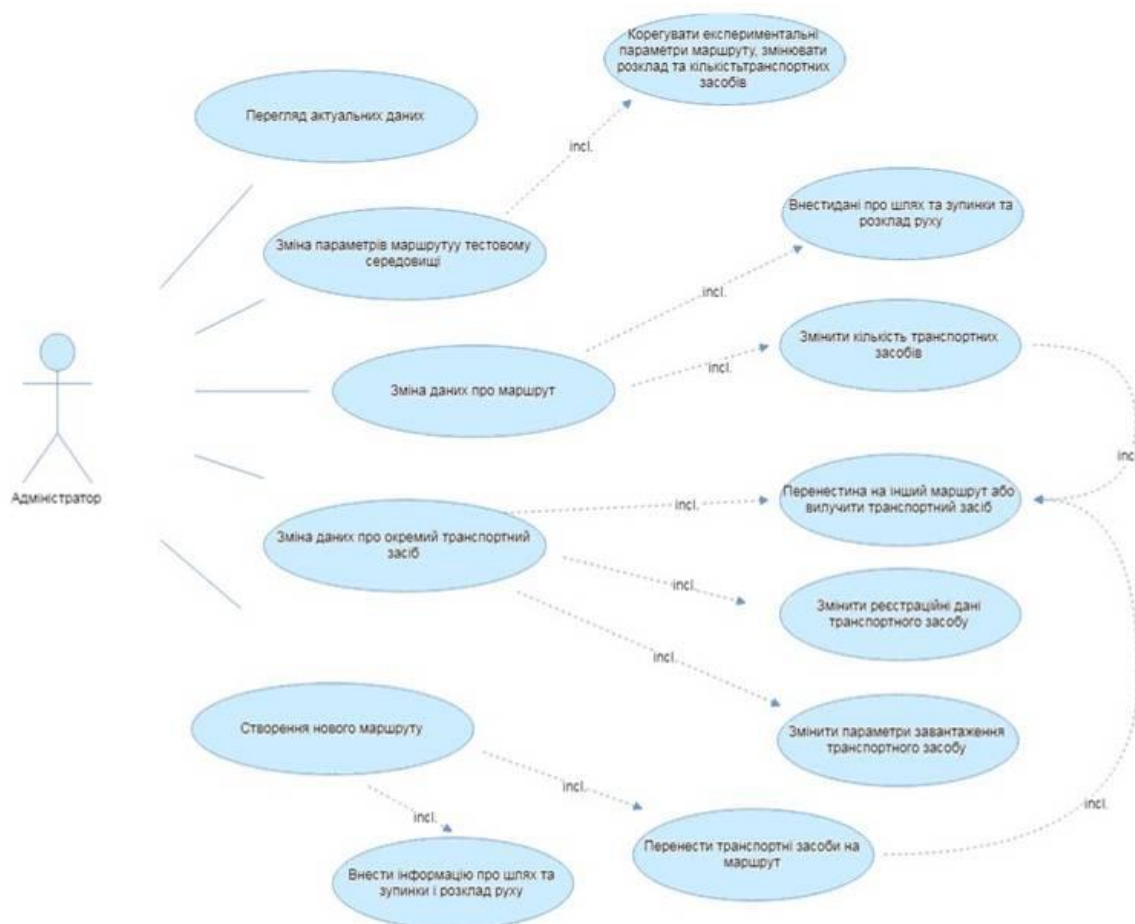 Корегувати експериментальні
параметри маршруту, змінювати
розклад та кількістьтранспортних
засобів
Перегляд актуальних даних
incl.
Внестидані про шлях та зупинки та
розклад руху
Зміна параметрів маршрутуу тестовому
середовищі
incl.
Змінити кількість транспортних
засобів
incl.
Зміна даних про маршрут
incl
Адміністратор
Перенестина на інший маршрут або
вилучити транспортний засіб
incl.
Зміна даних про окремий транспортний
засіб
incl.
Змінити реєстраційні дані
транспортного засобу
incl.
Створення нового маршруту
Змінити параметри завантаження
транспортного засобу
incl.
incl.
incl.
Перенести транспортні засоби на
маршрут
Внести інформацію про шлях та
зупинки і розклад руху